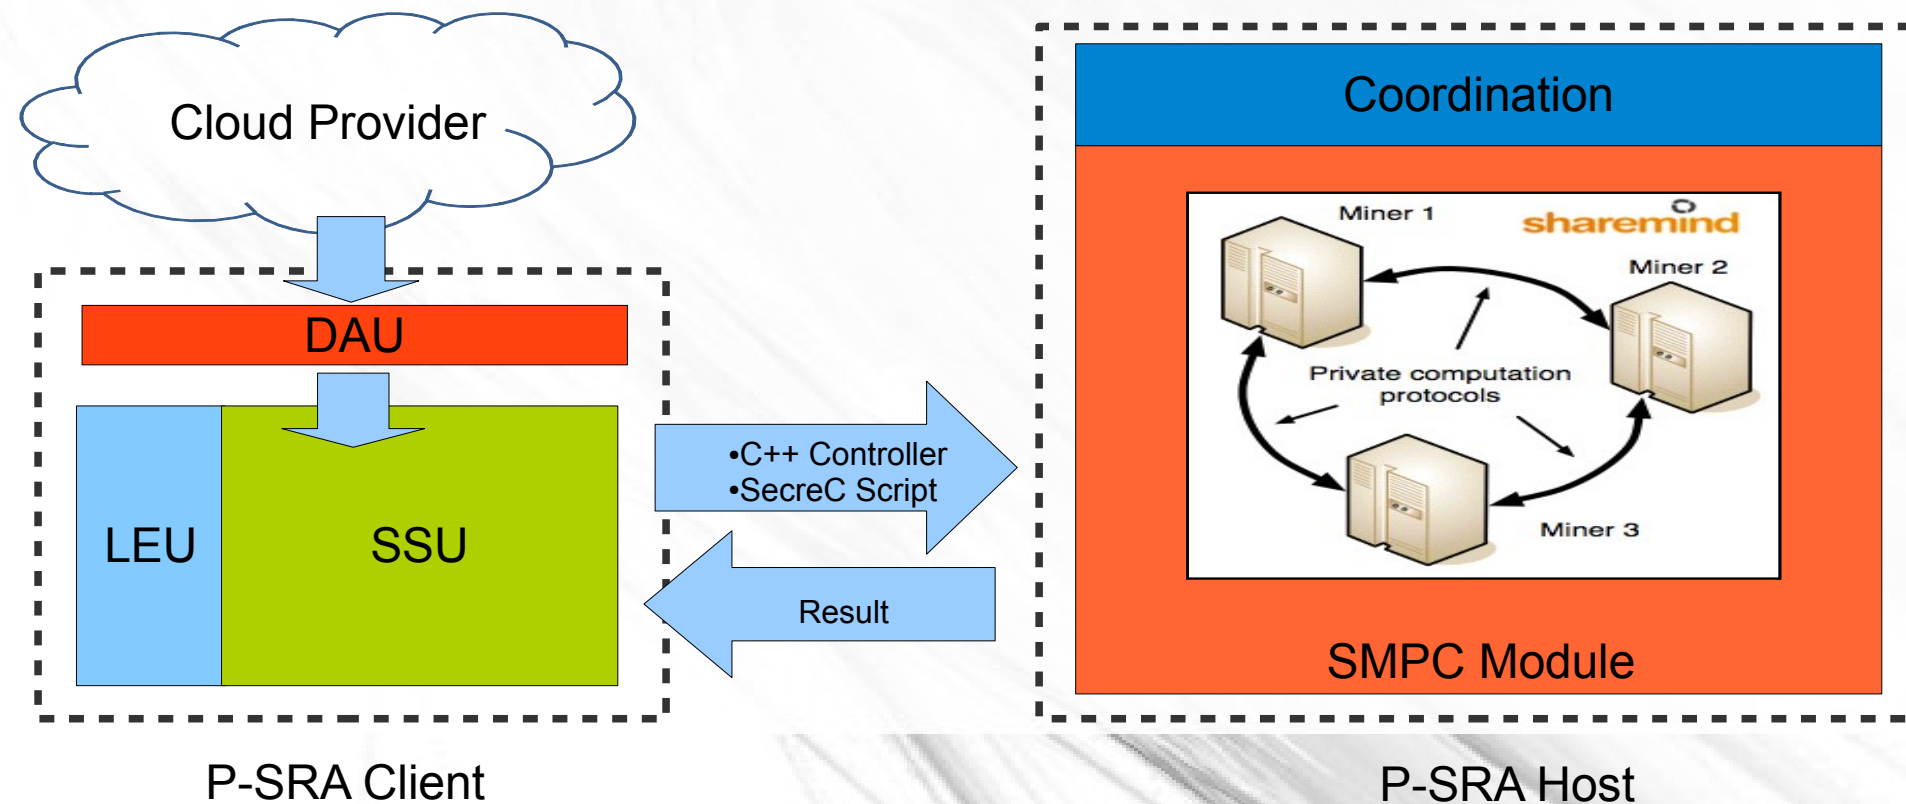 Cloud Provider
DAU
LEU
SSU
P-SRA Client
•C++ Controller
•SecreC Script
Result
Coordination
Miner 1
sharemind
Miner 2
Private computation
protocols
Miner 3
SMPC Module
P-SRA Host